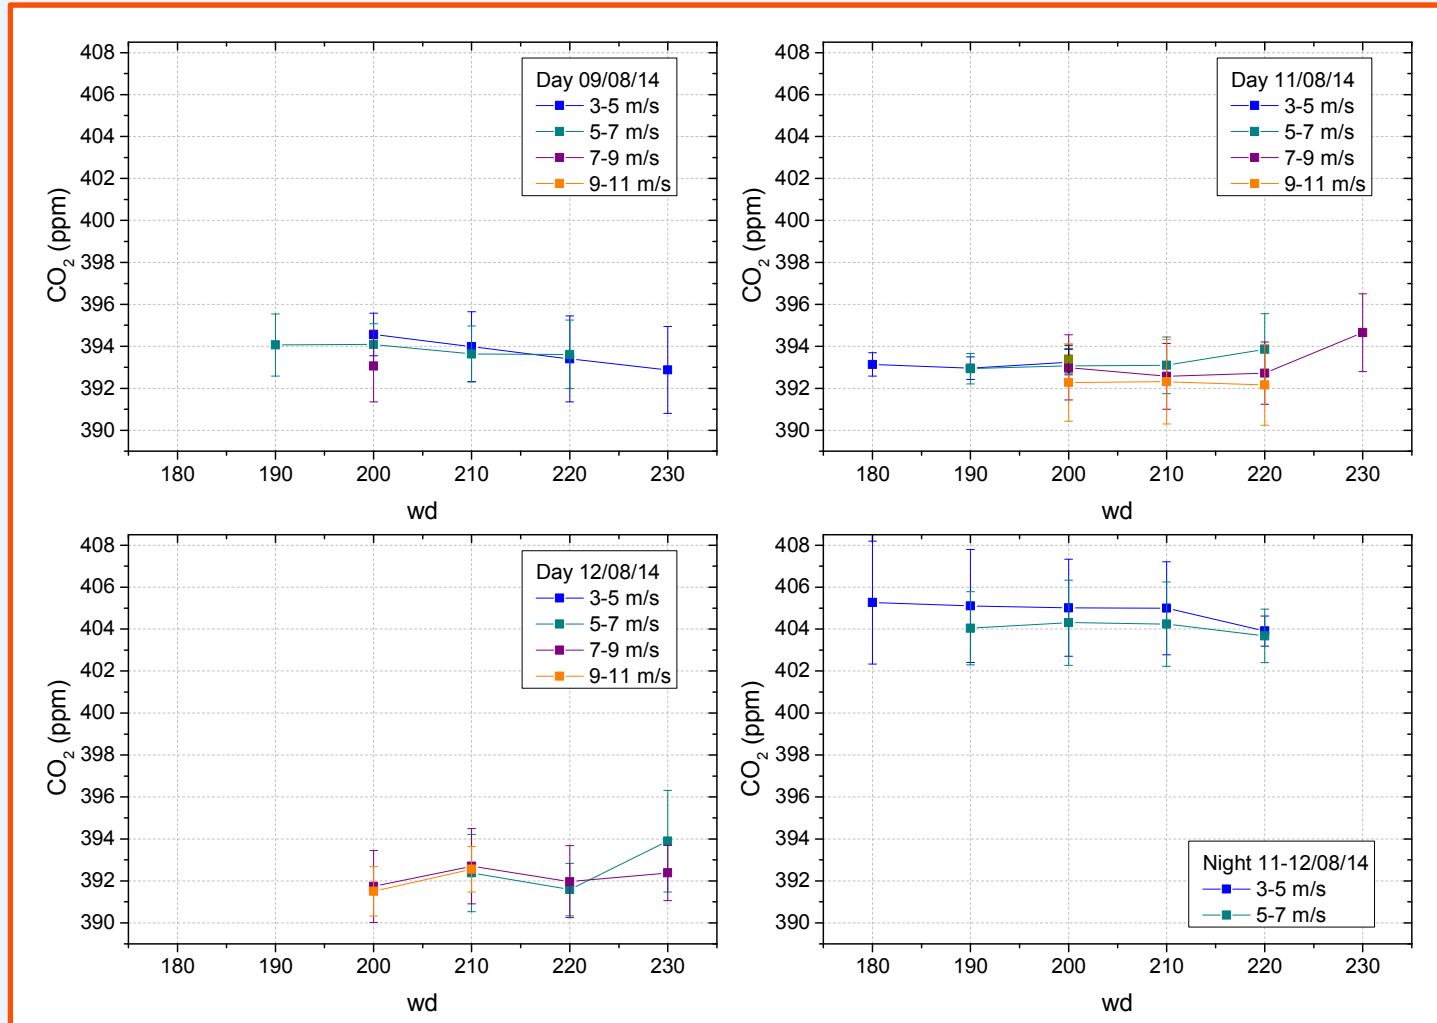 408
406
404
402
400
398
396
394
392
390
CO2 (ppm)
180 190 200 210 220 230
wd
Day 09/08/14
3-5 m/s
5-7 m/s
7-9 m/s
9-11 m/s
408
406
404
402
400
398
396
394
392
390
CO2 (ppm)
180 190 200 210 220 230
wd
Day 11/08/14
3-5 m/s
5-7 m/s
7-9 m/s
9-11 m/s
408
406
404
402
400
398
396
394
392
390
CO2 (ppm)
180 190 200 210 220 230
wd
Day 12/08/14
3-5 m/s
5-7 m/s
7-9 m/s
9-11 m/s
408
406
404
402
400
398
396
394
392
390
CO2 (ppm)
180 190 200 210 220 230
wd
Night 11-12/08/14
3-5 m/s
5-7 m/s